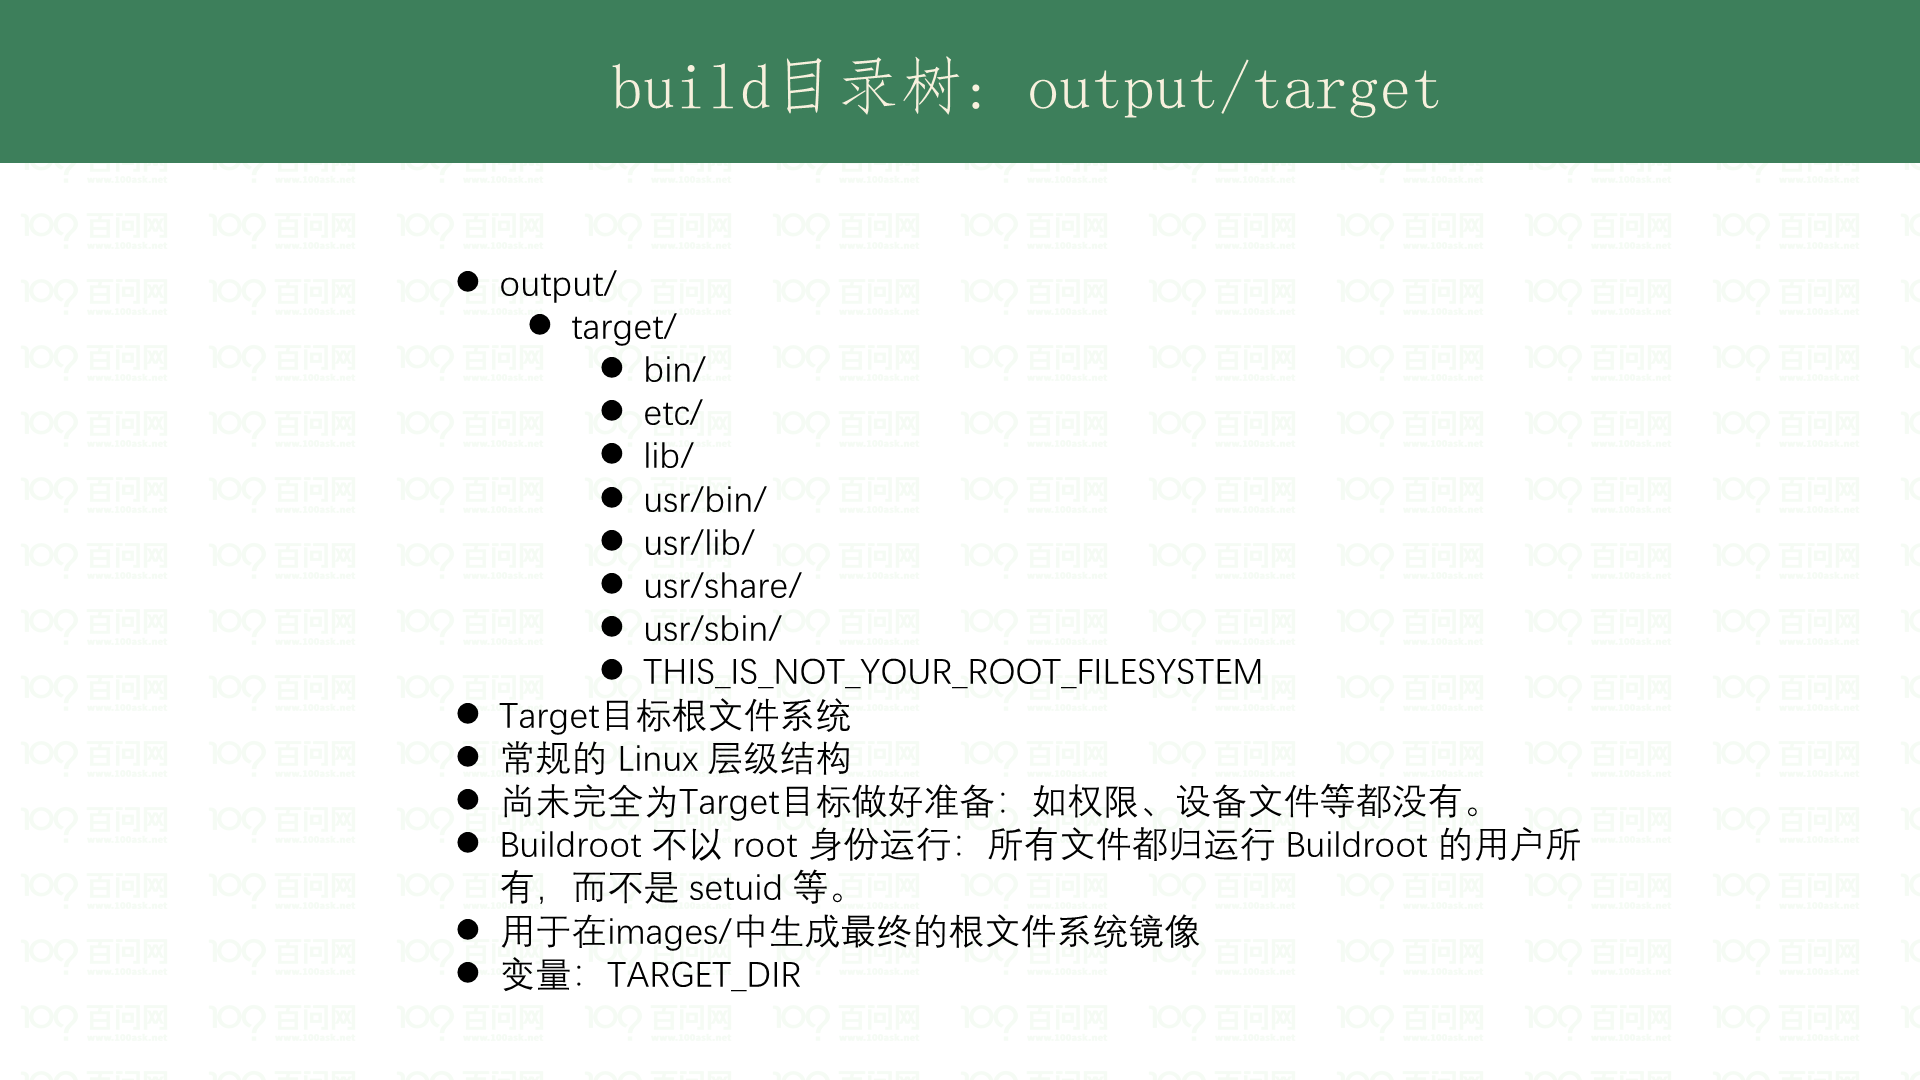 build目录树：output/target
output/
target/
bin/
etc/
lib/
usr/bin/
usr/lib/
usr/share/
usr/sbin/
THIS_IS_NOT_YOUR_ROOT_FILESYSTEM
Target目标根文件系统
常规的 Linux 层级结构
尚未完全为Target目标做好准备：如权限、设备文件等都没有。
Buildroot 不以 root 身份运行：所有文件都归运行 Buildroot 的用户所
有，而不是 setuid 等。
用于在images/中生成最终的根文件系统镜像
变量：TARGET_DIR